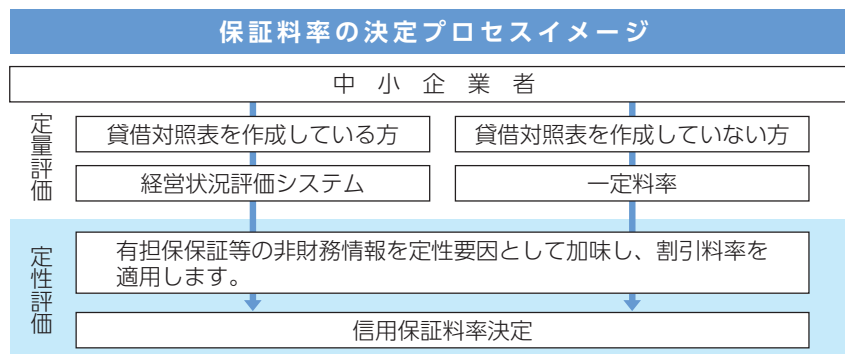 保証料率の決定プロセスイメージ
中小企業者
定量評価
貸借対照表を作成している方
貸借対照表を作成していない方
経営状況評価システム
一定料率
定性評価
有担保保証等の非財務情報を定性要因として加味し、割引料率を
適用します。
信用保証料率決定